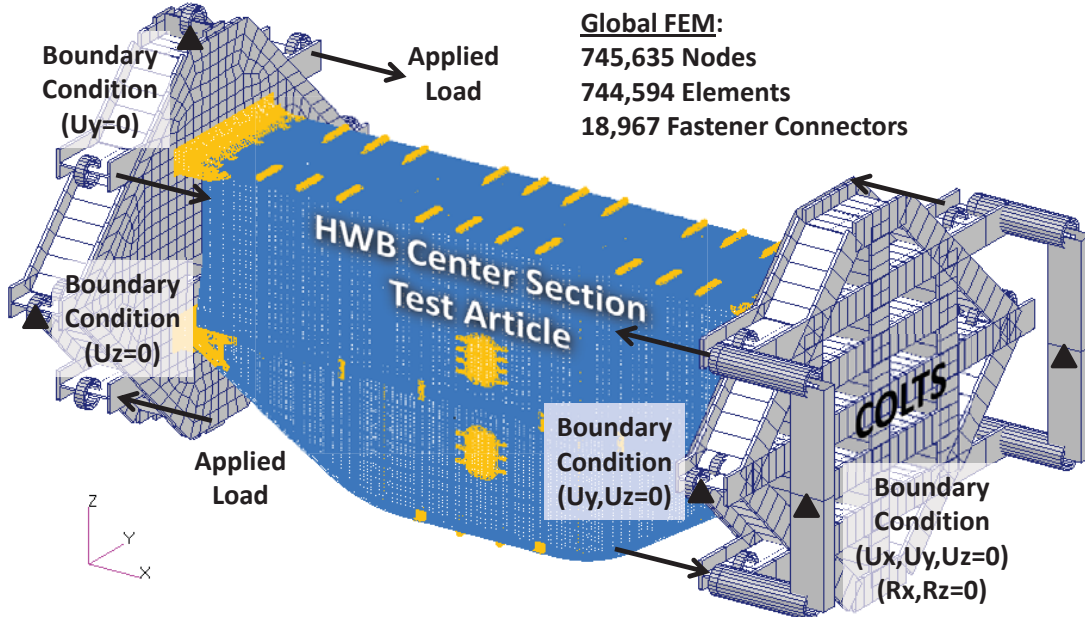 Global FEM:
745,635 Nodes
744,594 Elements
18,967 Fastener Connectors
Boundary
Condition
(Uy=0)
Applied
Load
HWB Center Section
Test Article
Boundary
Condition
(Uz=0)
Applied
Load
Boundary
Condition
(Uy,Uz=0)
COLTS
Boundary
Condition
(Ux,Uy,Uz=0)
(Rx,Rz=0)
Z
Y
X